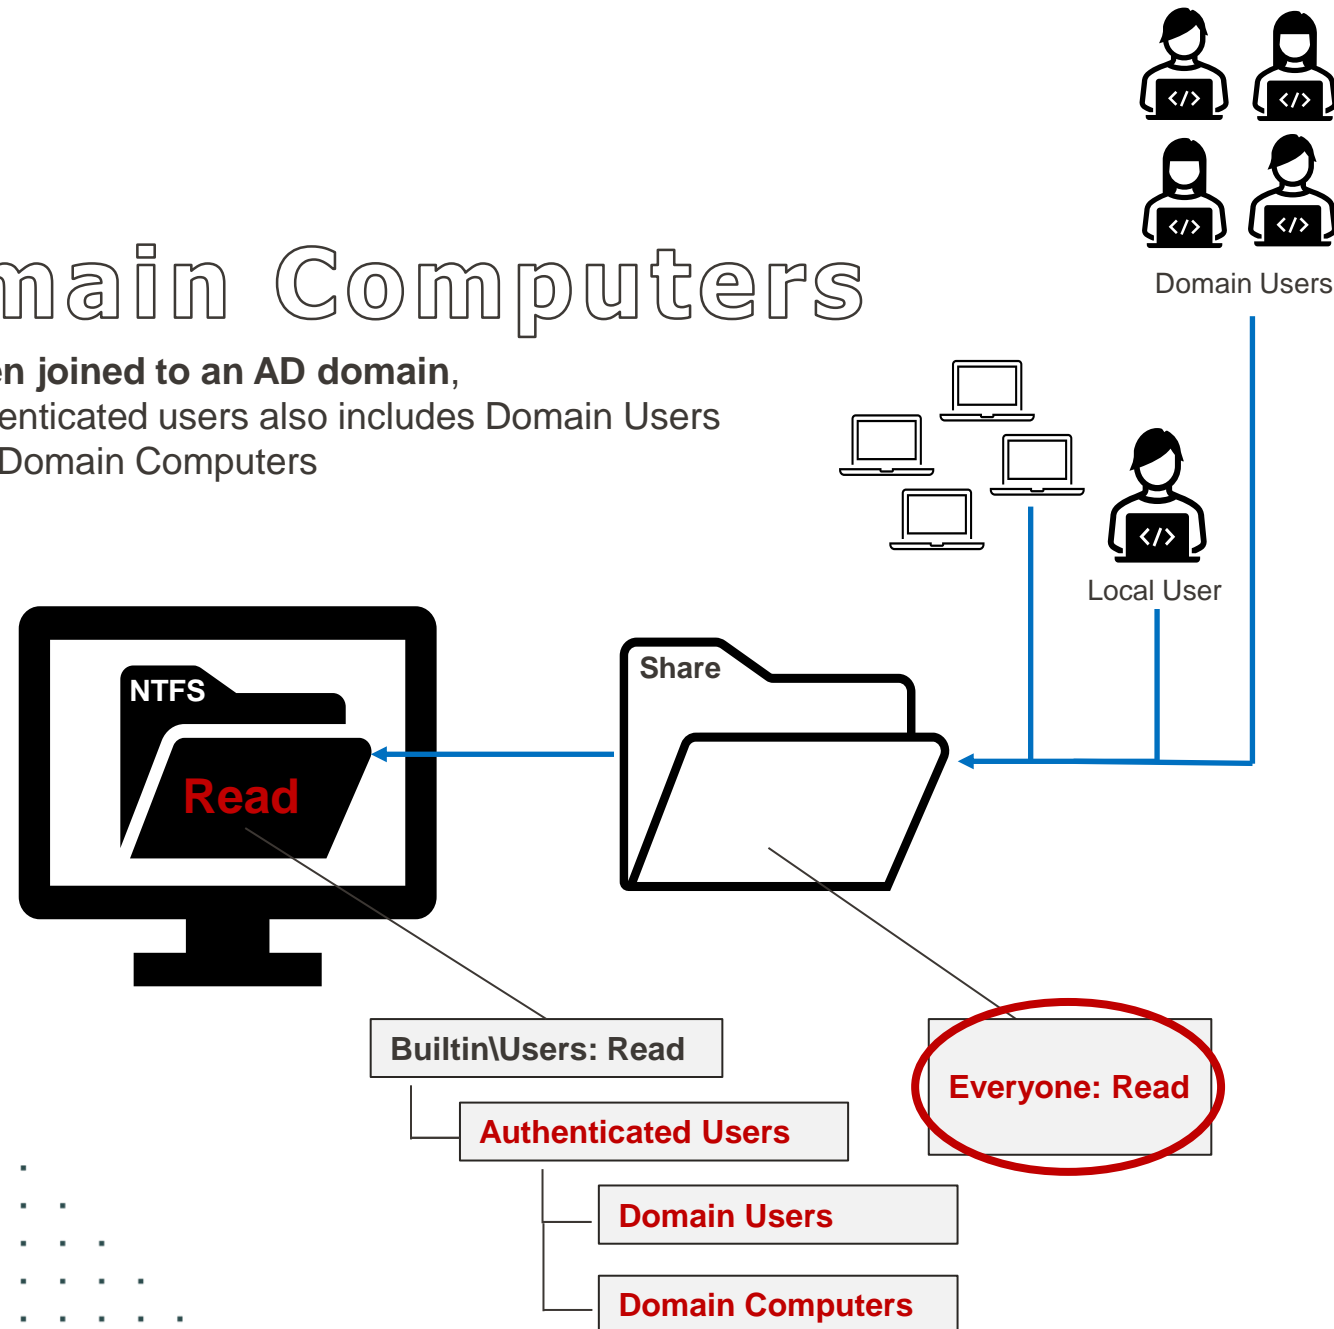 main Computers
en joined to an AD domain,
enticated users also includes Domain Users
Domain Computers
Domain Users
Local User
NTFS
Read
Share
Builtin\Users: Read
Authenticated Users
Domain Users
Domain Computers
Everyone: Read